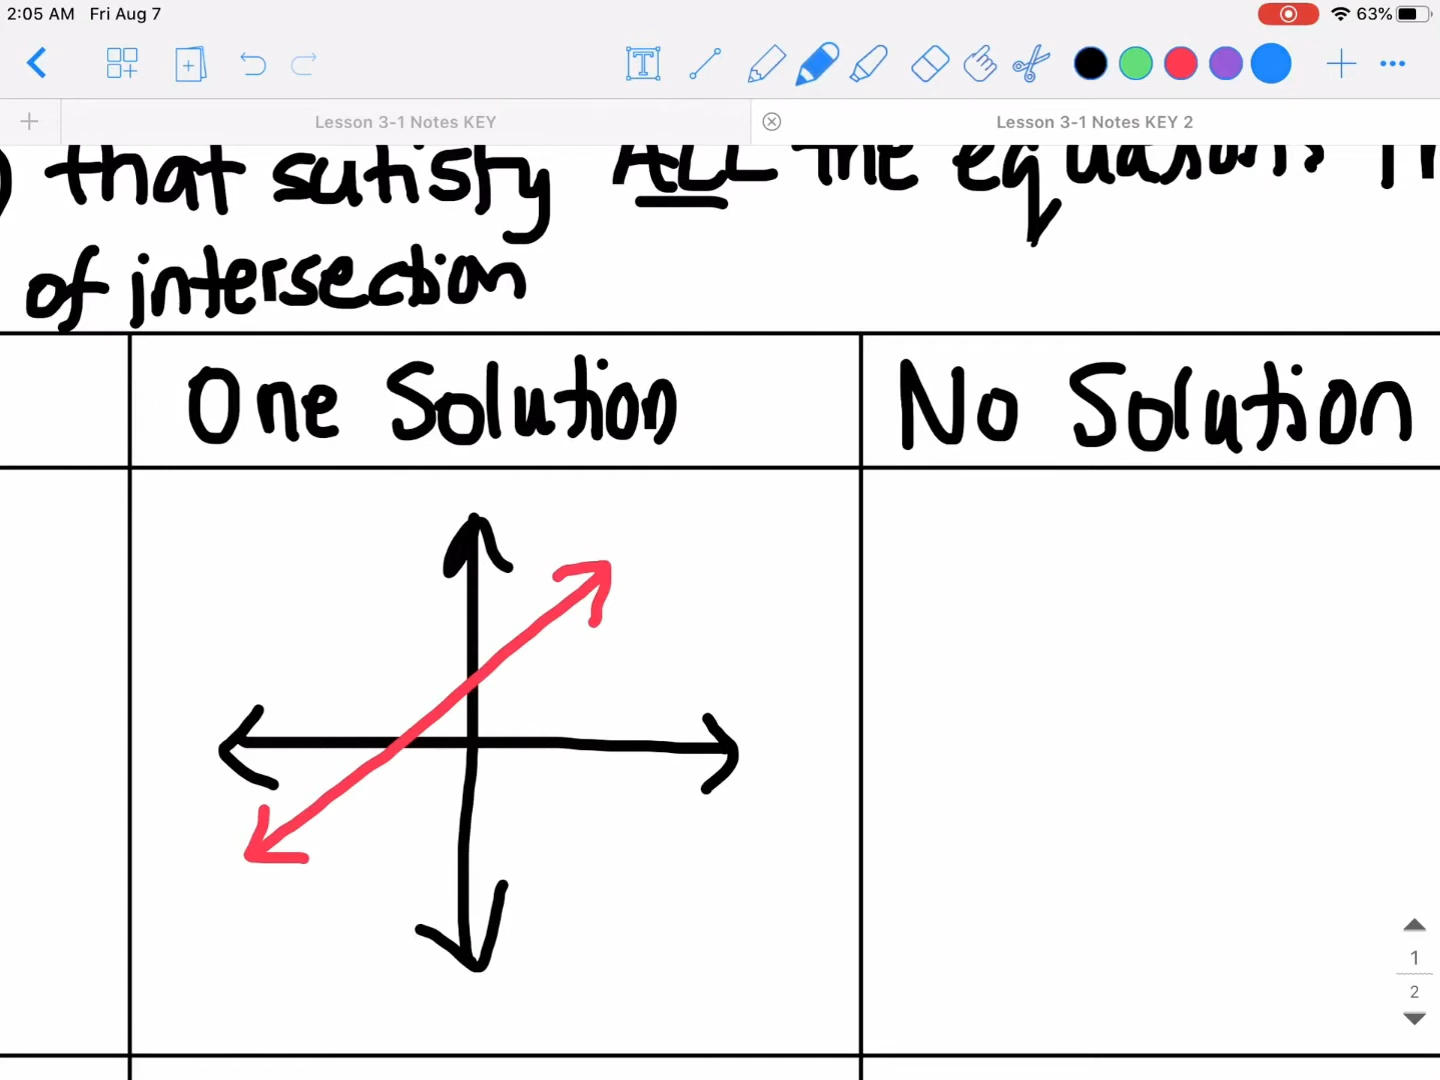 2:05 AM Fri Aug 7
63%
T
Lesson 3-1 Notes KEY
Lesson 3-1 Notes KEY 2
) that satisfy ALL the equations
of intersection
One Solution
No Solution
1
2